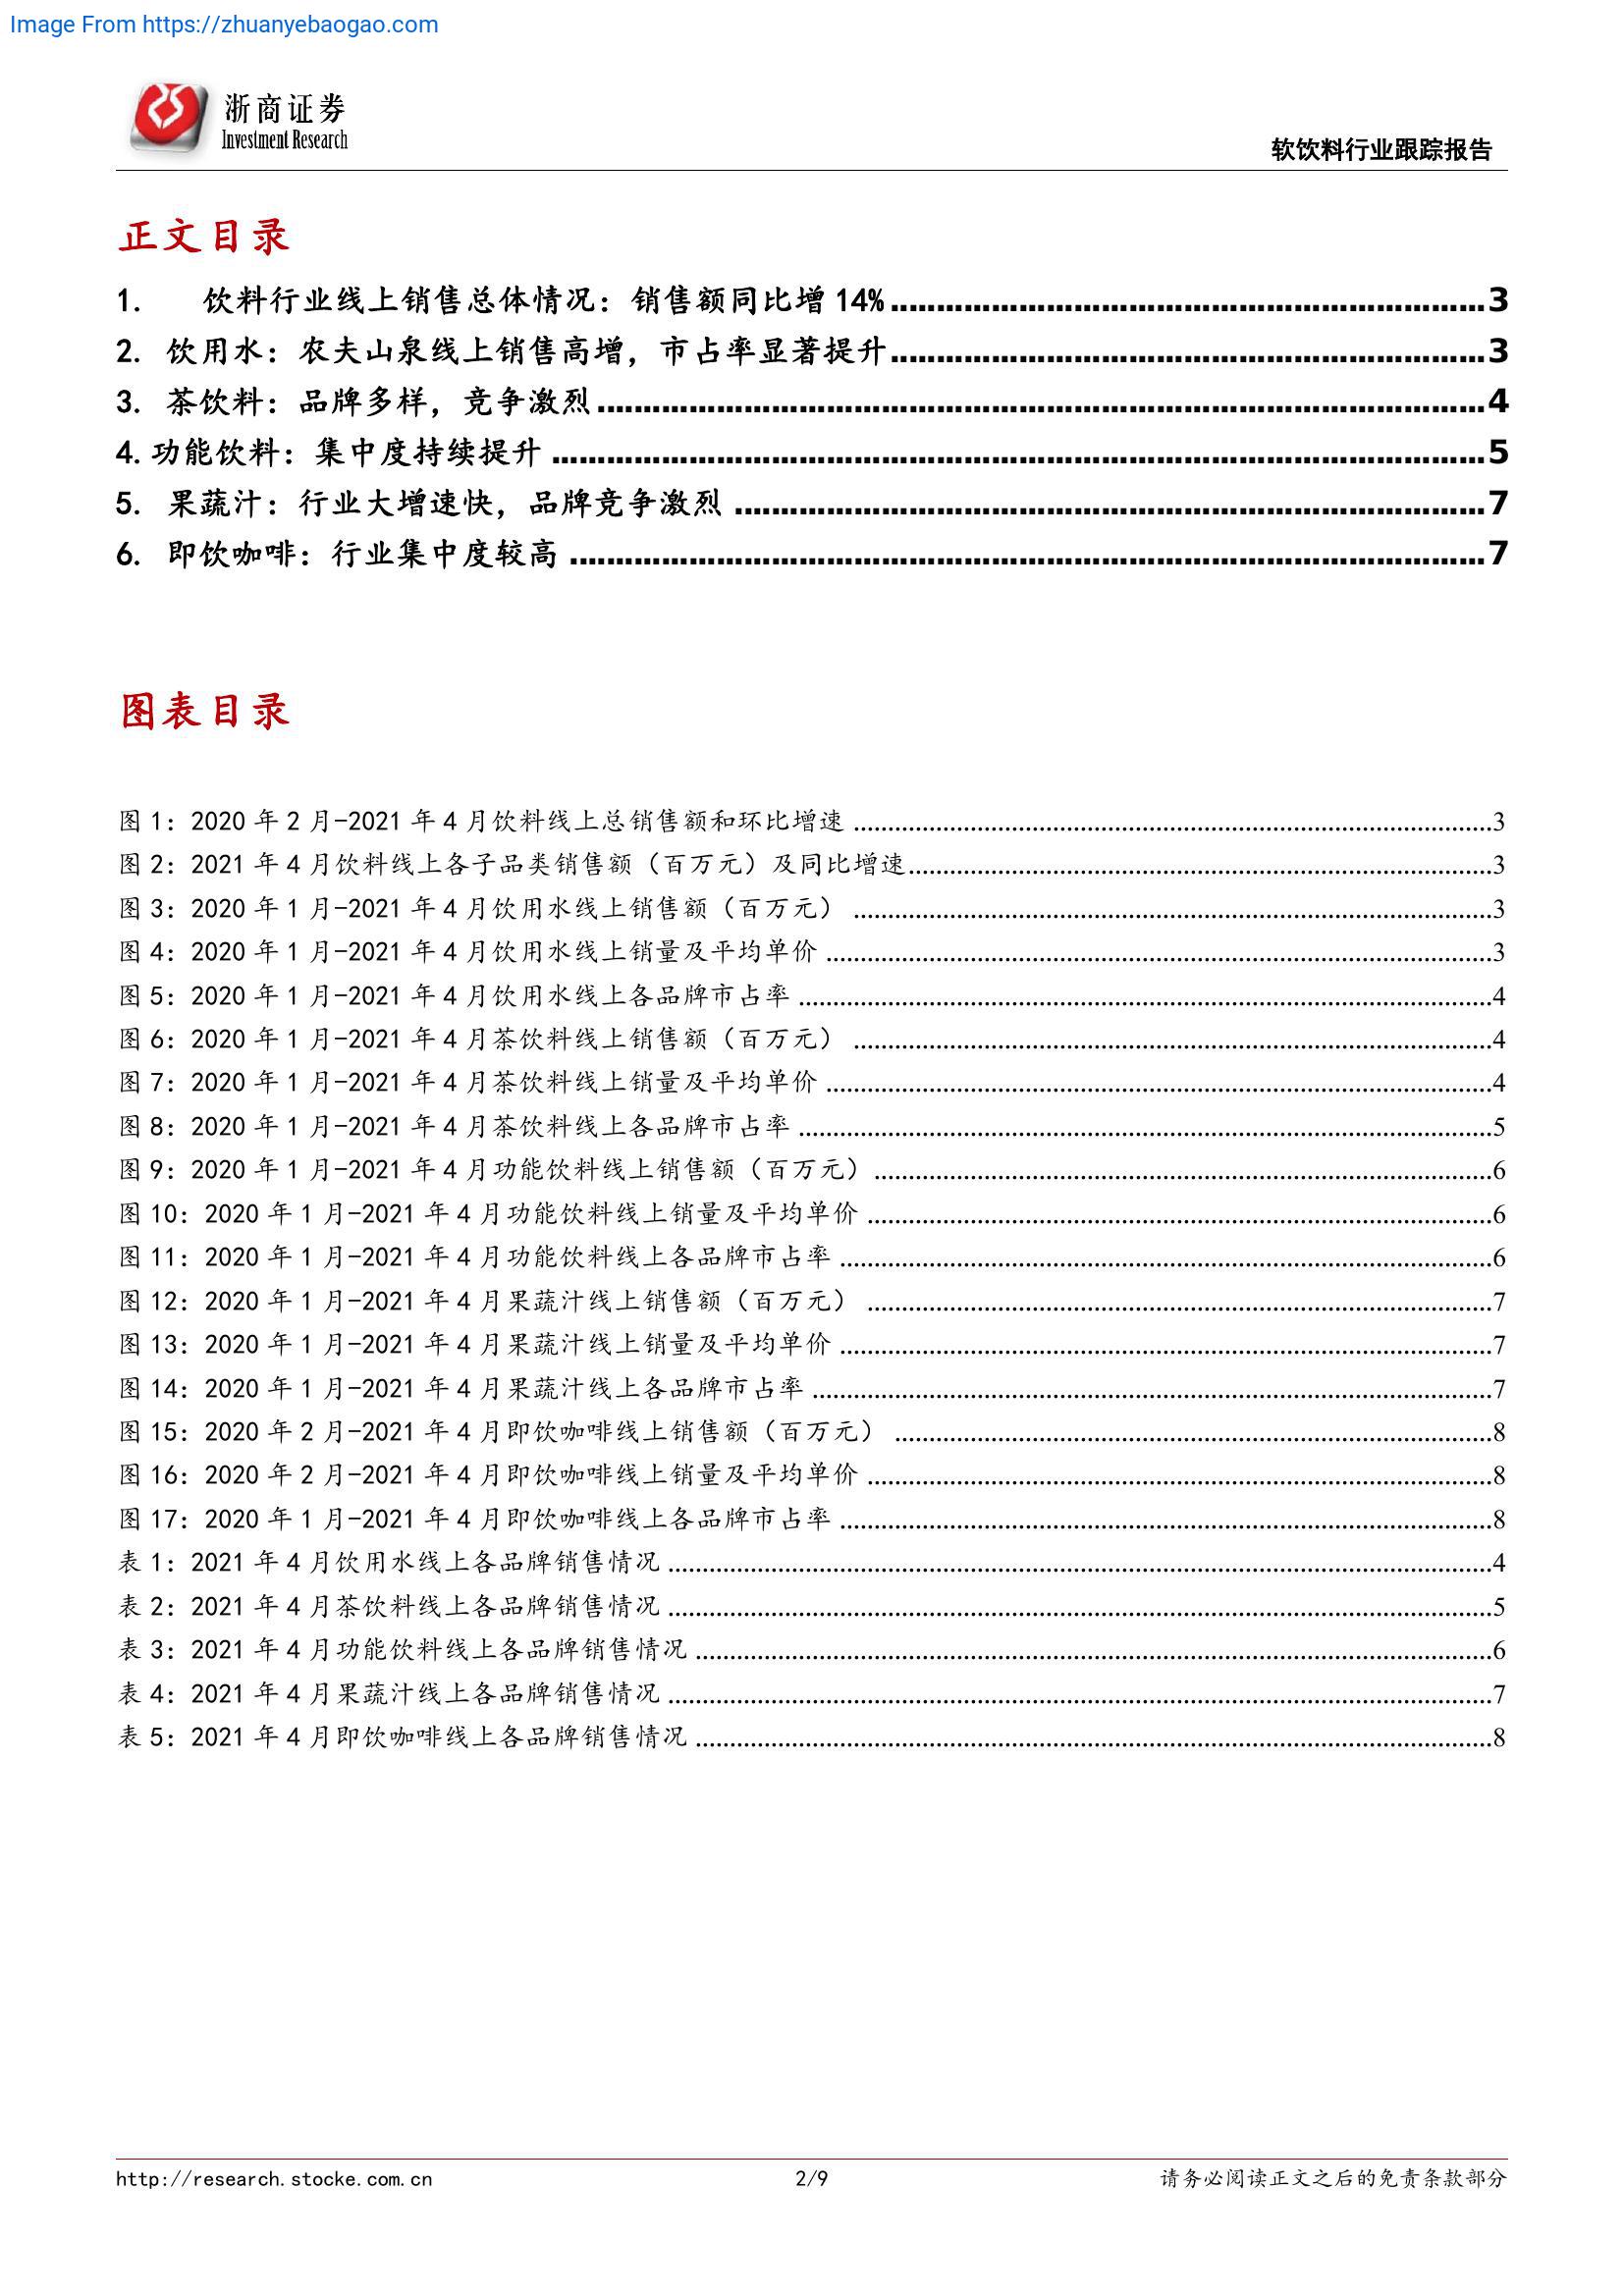 Image From https://zhuanyebaogao.com
浙商证券
Investment Research
软饮料行业跟踪报告
正文目录
1. 饮料行业线上销售总体情况：销售额同比增 14%......3
2. 饮用水：农夫山泉线上销售高增，市占率显著提升......3
3. 茶饮料：品牌多样，竞争激烈......4
4.功能饮料：集中度持续提升......5
5. 果蔬汁：行业大增速快，品牌竞争激烈......7
6. 即饮咖啡：行业集中度较高......7
图表目录
图 1：2020 年 2 月-2021 年 4 月饮料线上总销售额和环比增速......3
图 2：2021 年 4 月饮料线上各子品类销售额（百万元）及同比增速......3
图 3：2020 年 1 月-2021 年 4 月饮用水线上销售额（百万元）......3
图 4：2020 年 1 月-2021 年 4 月饮用水线上销量及平均单价......3
图 5：2020 年 1 月-2021 年 4 月饮用水线上各品牌市占率......4
图 6：2020 年 1 月-2021 年 4 月茶饮料线上销售额（百万元）......4
图 7：2020 年 1 月-2021 年 4 月茶饮料线上销量及平均单价......4
图 8：2020 年 1 月-2021 年 4 月茶饮料线上各品牌市占率......5
图 9：2020 年 1 月-2021 年 4 月功能饮料线上销售额（百万元）......6
图 10：2020 年 1 月-2021 年 4 月功能饮料线上销量及平均单价......6
图 11：2020 年 1 月-2021 年 4 月功能饮料线上各品牌市占率......6
图 12：2020 年 1 月-2021 年 4 月果蔬汁线上销售额（百万元）......7
图 13：2020 年 1 月-2021 年 4 月果蔬汁线上销量及平均单价......7
图 14：2020 年 1 月-2021 年 4 月果蔬汁线上各品牌市占率......7
图 15：2020 年 2 月-2021 年 4 月即饮咖啡线上销售额（百万元）......8
图 16：2020 年 2 月-2021 年 4 月即饮咖啡线上销量及平均单价......8
图 17：2020 年 1 月-2021 年 4 月即饮咖啡线上各品牌市占率......8
表 1：2021 年 4 月饮用水线上各品牌销售情况......4
表 2：2021 年 4 月茶饮料线上各品牌销售情况......5
表 3：2021 年 4 月功能饮料线上各品牌销售情况......6
表 4：2021 年 4 月果蔬汁线上各品牌销售情况......7
表 5：2021 年 4 月即饮咖啡线上各品牌销售情况......8
http://research.stocke.com.cn 2/9 请务必阅读正文之后的免责条款部分